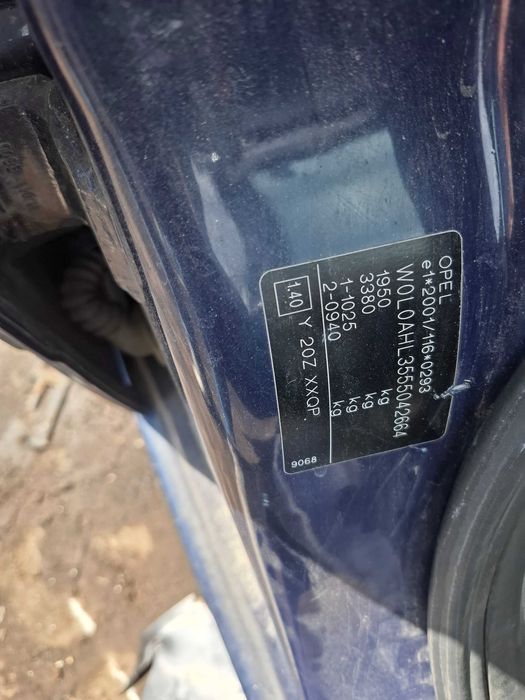 OPEL
e1*2001/116*0293
W0L0AHL3555042664
1950 kg
3380 kg
1-1025 kg
2-0940 kg
1.40 Y 20Z XXQP
9068